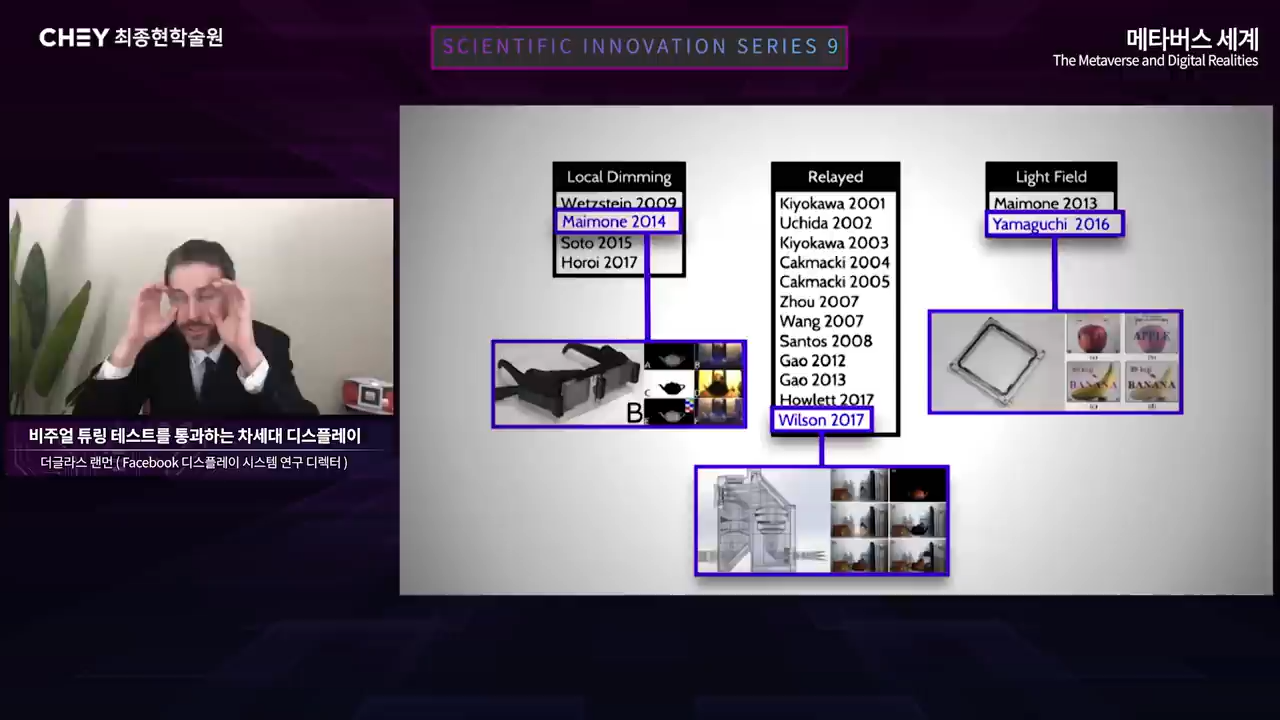 CHEY 최종현학술원
SCIENTIFIC INNOVATION SERIES 9
메타버스 세계
The Metaverse and Digital Realities
비주얼 튜링 테스트를 통과하는 차세대 디스플레이
더글라스 랜먼 ( Facebook 디스플레이 시스템 연구 디렉터 )
Local Dimming
Wetzstein 2009
Maimone 2014
Soto 2015
Horoi 2017
B
A
B
C
Relayed
Kiyokawa 2001
Uchida 2002
Kiyokawa 2003
Cakmacki 2004
Cakmacki 2005
Zhou 2007
Wang 2007
Santos 2008
Gao 2012
Gao 2013
Howlett 2017
Wilson 2017
Light Field
Maimone 2013
Yamaguchi 2016
APPLE
(a)
(b)
BANANA
BANANA
(c)
(d)